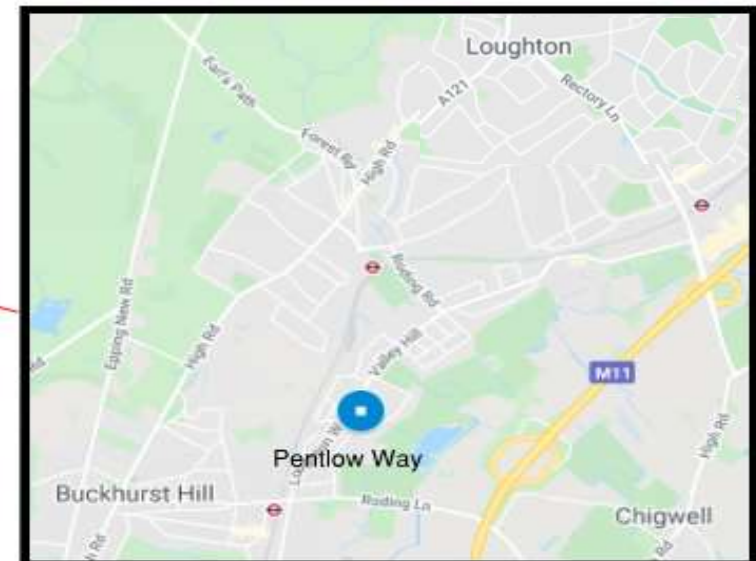 Loughton
Earl's Path
A121
Rectory Ln
Forest Rd
High Rd
Roding Rd
Epping New Rd
High Rd
Valley Hill
M11
High Rd
Pentlow Way
Buckhurst Hill
Roding Ln
Chigwell